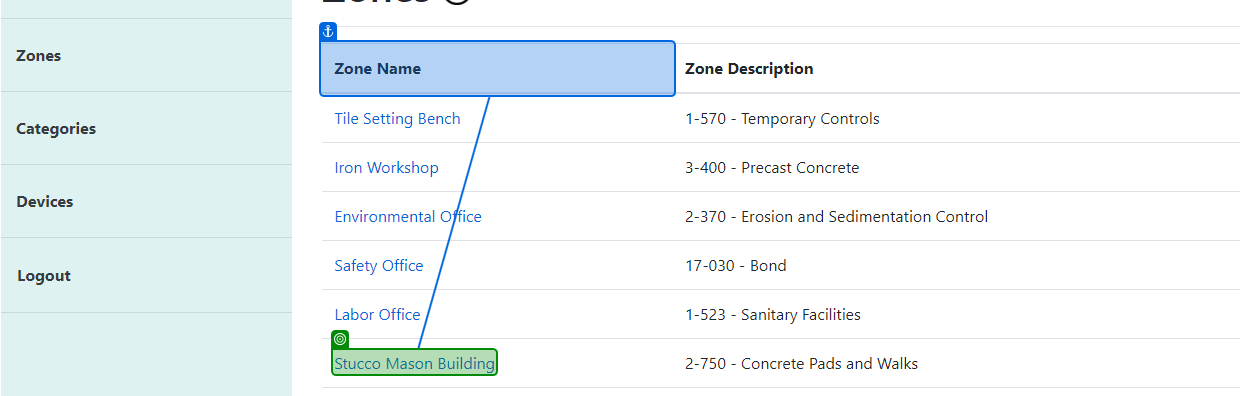 Zones
Zones
Categories
Devices
Logout
Zone Name Zone Description
Tile Setting Bench 1-570 - Temporary Controls
Iron Workshop 3-400 - Precast Concrete
Environmental Office 2-370 - Erosion and Sedimentation Control
Safety Office 17-030 - Bond
Labor Office 1-523 - Sanitary Facilities
Stucco Mason Building 2-750 - Concrete Pads and Walks